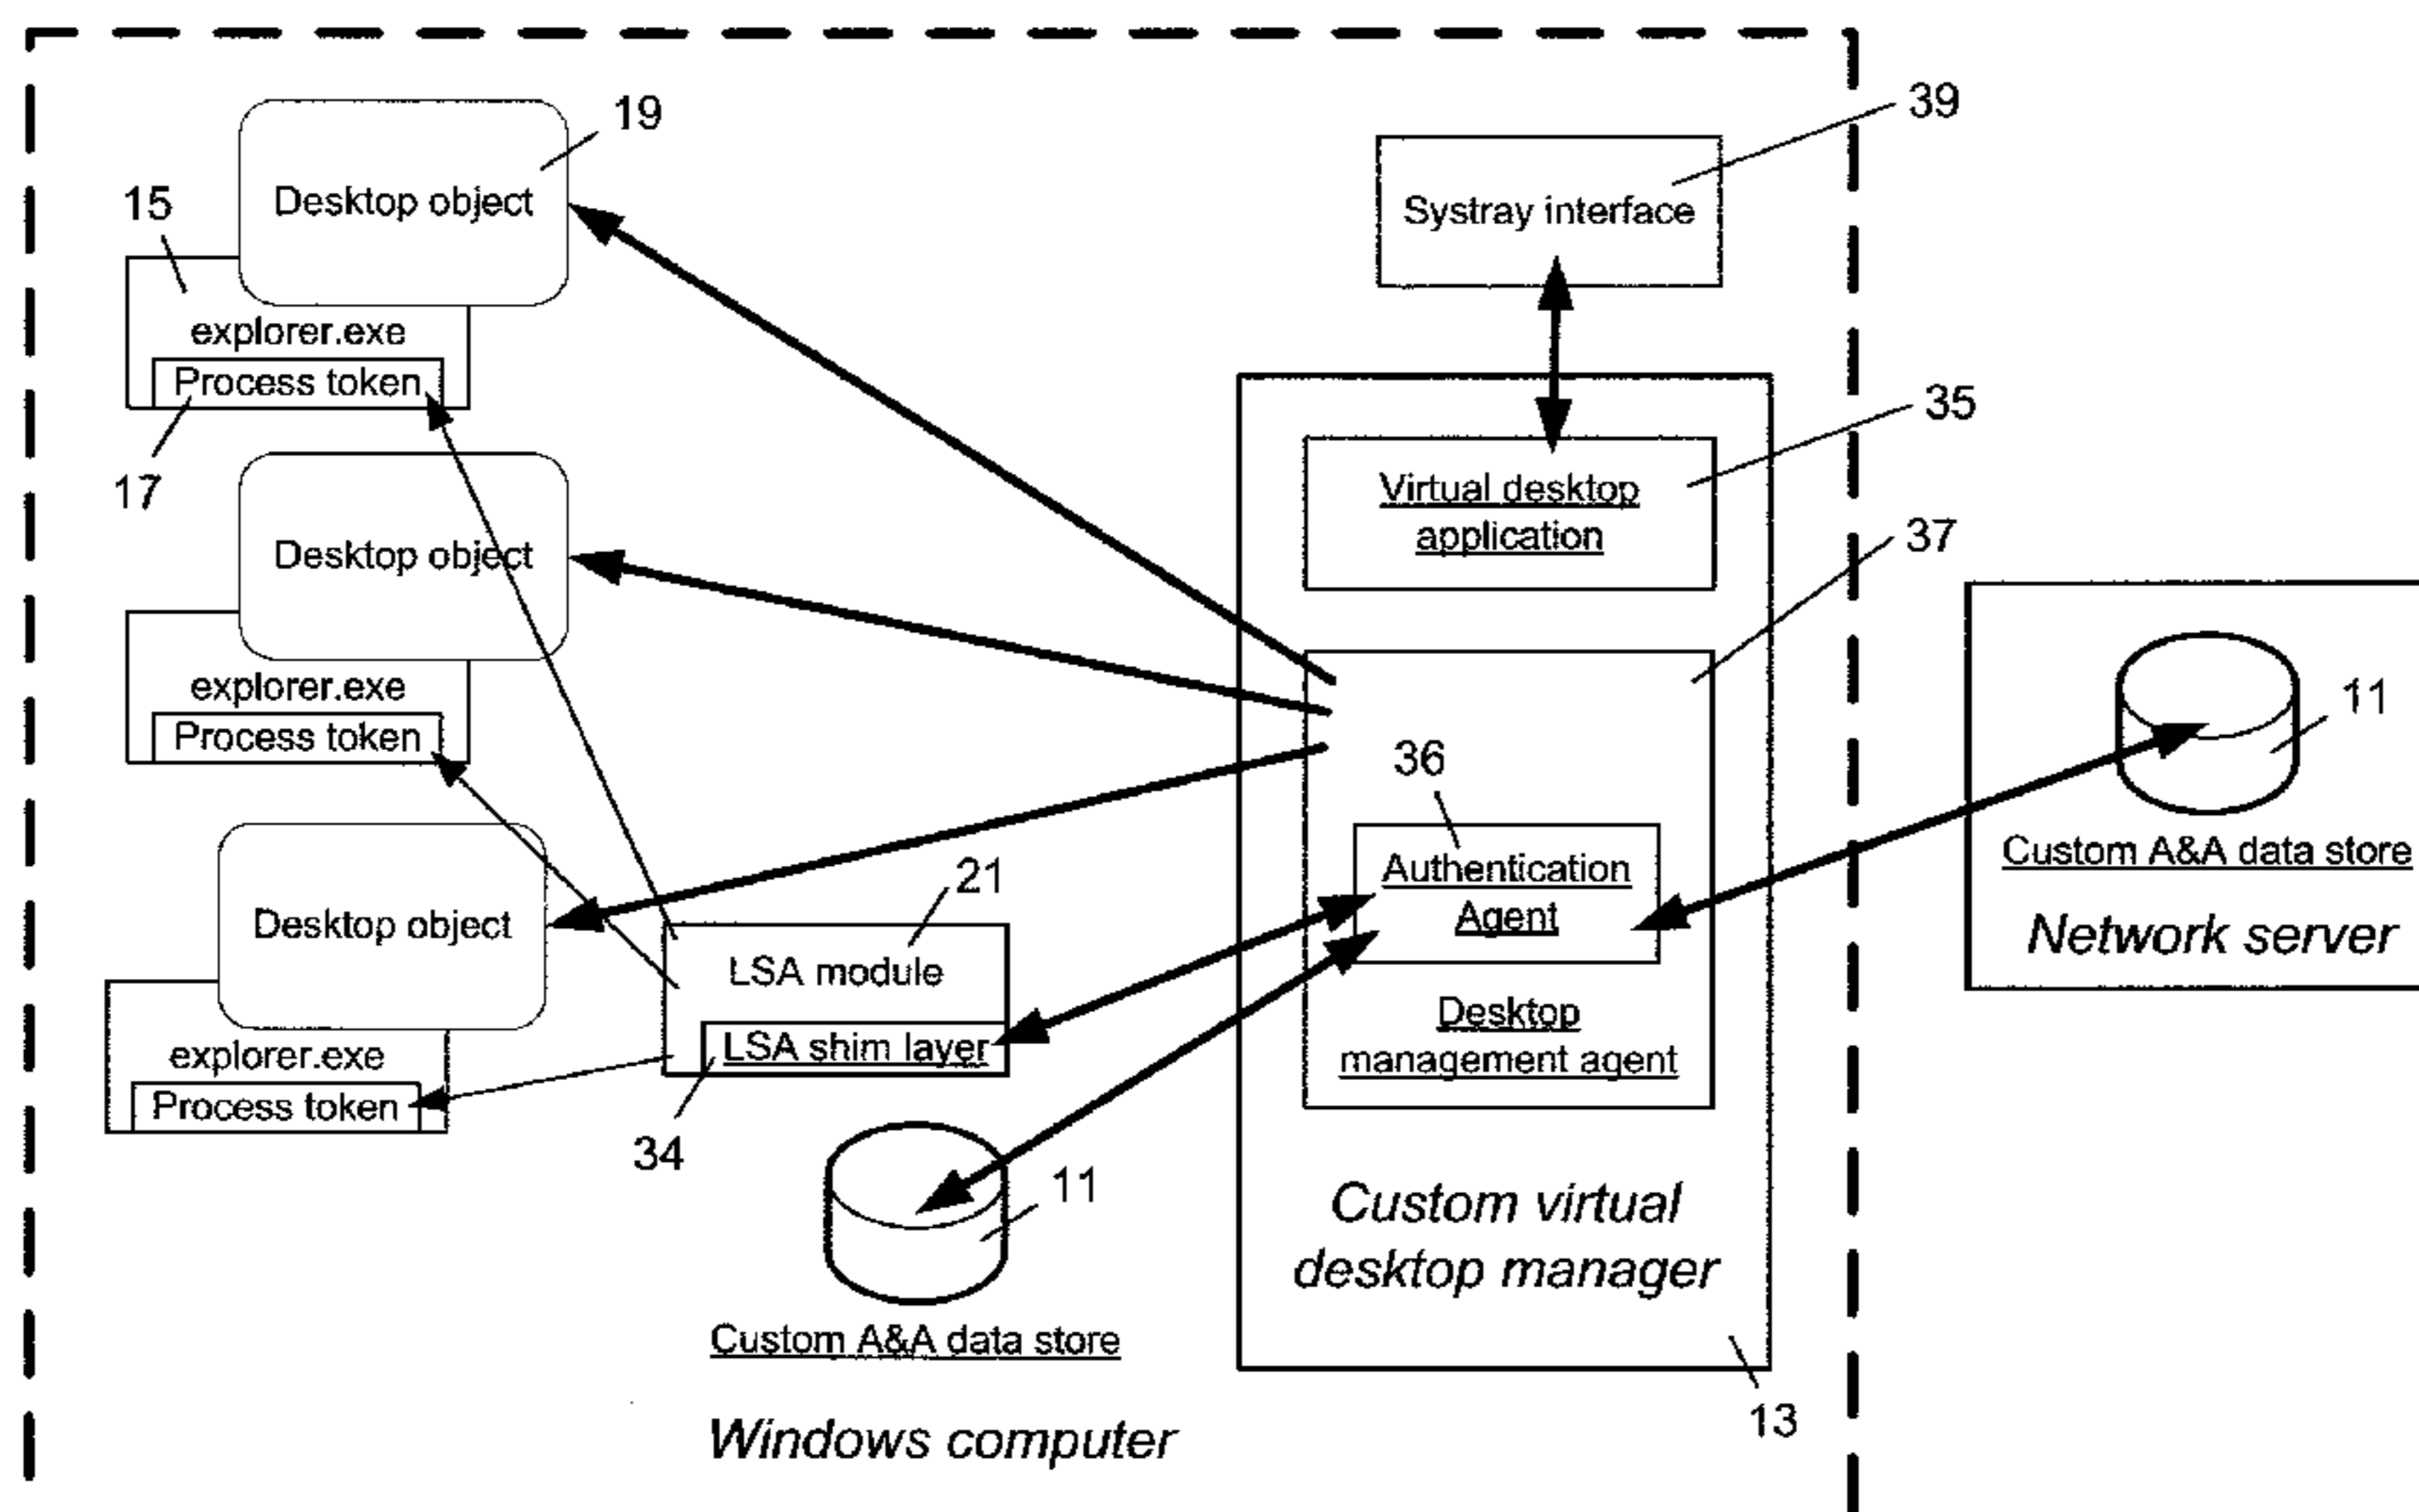 39
19
Desktop object
15
Systray interface
explorer.exe
Process token
35
17
Virtual desktop
application
37
Desktop object
explorer.exe
Process token
11
36
Authentication
Agent
Custom A&A data store
Network server
21
Desktop object
LSA module
Desktop
management agent
LSA shim layer
explorer.exe
Process token
34
11
Custom virtual
desktop manager
Custom A&A data store
13
Windows computer